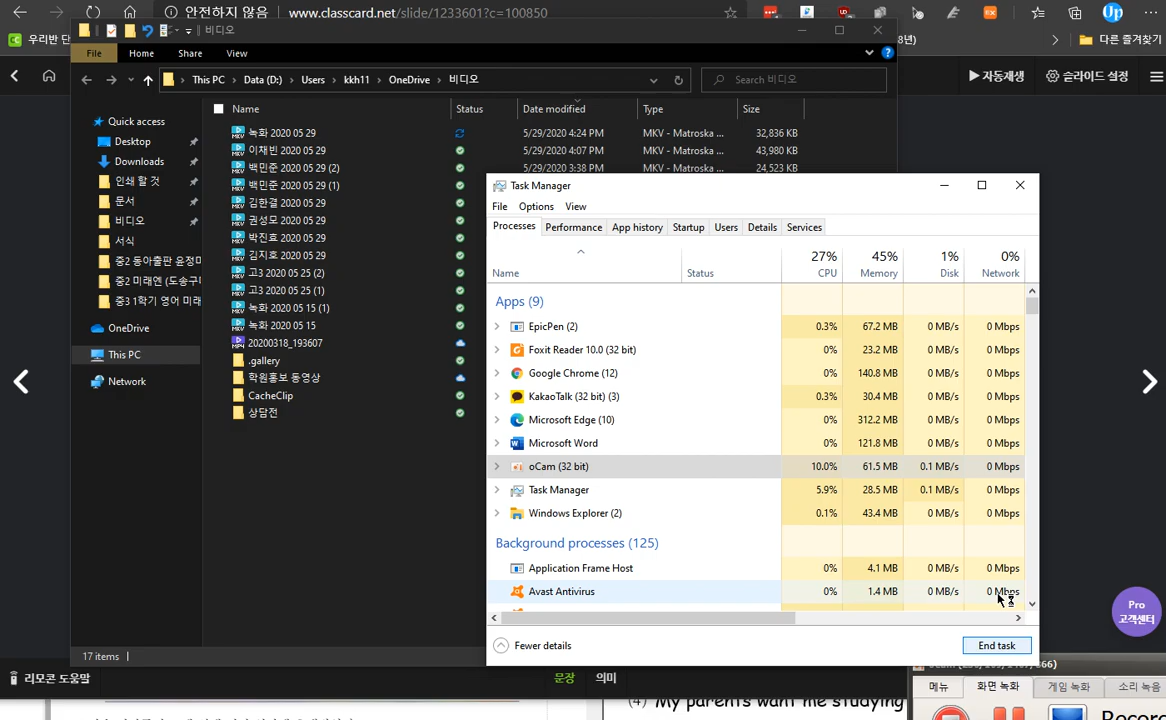 안전하지 않음 www.classcard.net/slide/1233601?c=100850
우리반 단
다른 즐겨찾기
비디오
File Home Share View
This PC > Data (D:) > Users > kkh11 > OneDrive > 비디오
Search 비디오
자동재생 슬라이드 설정
Name Status Date modified Type Size
Quick access
Desktop
Downloads
인쇄 할 것
문서
비디오
서식
중2 동아출판 윤정미
중2 미래엔 (도송구
중3 1학기 영어 미래
OneDrive
This PC
Network
녹화 2020 05 29 5/29/2020 4:24 PM MKV - Matroska ... 32,836 KB
이채빈 2020 05 29 5/29/2020 4:07 PM MKV - Matroska ... 43,980 KB
백민준 2020 05 29 (2) 5/29/2020 3:38 PM MKV - Matroska ... 24,523 KB
백민준 2020 05 29 (1)
김한결 2020 05 29
권성모 2020 05 29
박진효 2020 05 29
김지호 2020 05 29
고3 2020 05 25 (2)
고3 2020 05 25 (1)
녹화 2020 05 15 (1)
녹화 2020 05 15
20200318_193607
.gallery
학원홍보 동영상
CacheClip
상담전
17 items
Task Manager
File Options View
Processes Performance App history Startup Users Details Services
27% 45% 1% 0%
Name Status CPU Memory Disk Network
Apps (9)
EpicPen (2) 0.3% 67.2 MB 0 MB/s 0 Mbps
Foxit Reader 10.0 (32 bit) 0% 23.2 MB 0 MB/s 0 Mbps
Google Chrome (12) 0% 140.8 MB 0 MB/s 0 Mbps
KakaoTalk (32 bit) (3) 0.3% 30.4 MB 0 MB/s 0 Mbps
Microsoft Edge (10) 0% 312.2 MB 0 MB/s 0 Mbps
Microsoft Word 0% 121.8 MB 0 MB/s 0 Mbps
oCam (32 bit) 10.0% 61.5 MB 0.1 MB/s 0 Mbps
Task Manager 5.9% 28.5 MB 0.1 MB/s 0 Mbps
Windows Explorer (2) 0.1% 43.4 MB 0 MB/s 0 Mbps
Background processes (125)
Application Frame Host 0% 4.1 MB 0 MB/s 0 Mbps
Avast Antivirus 0% 1.4 MB 0 MB/s 0 Mbps
Fewer details End task
Pro
고객센터
리모콘 도움말 문장 의미
메뉴 화면 녹화 게임 녹화 소리 녹음
(4) My parents want me studying
Record